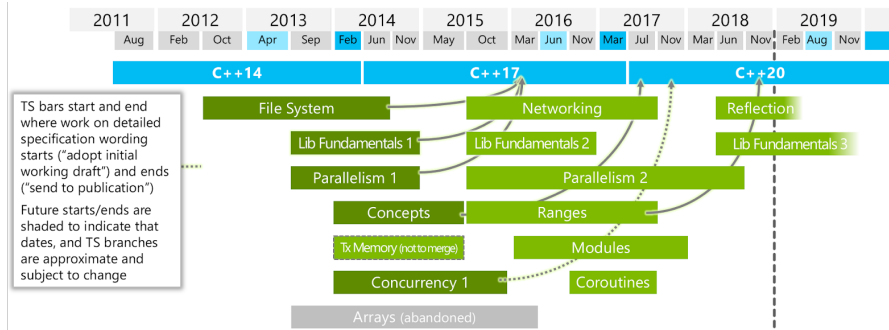 2011 2012 2013 2014 2015 2016 2017 2018 2019
Aug Feb Oct Apr Sep Feb Jun Nov May Oct Mar Jun Nov Mar Jul Nov Mar Jun Nov Feb Aug Nov
C++14 C++17 C++20
TS bars start and end
where work on detailed
specification wording
starts (“adopt initial
working draft”) and ends
(“send to publication”)
Future starts/ends are
shaded to indicate that
dates, and TS branches
are approximate and
subject to change
File System Networking Reflection
Lib Fundamentals 1 Lib Fundamentals 2 Lib Fundamentals 3
Parallelism 1 Parallelism 2
Concepts Ranges
Tx Memory (not to merge) Modules
Concurrency 1 Coroutines
Arrays (abandoned)